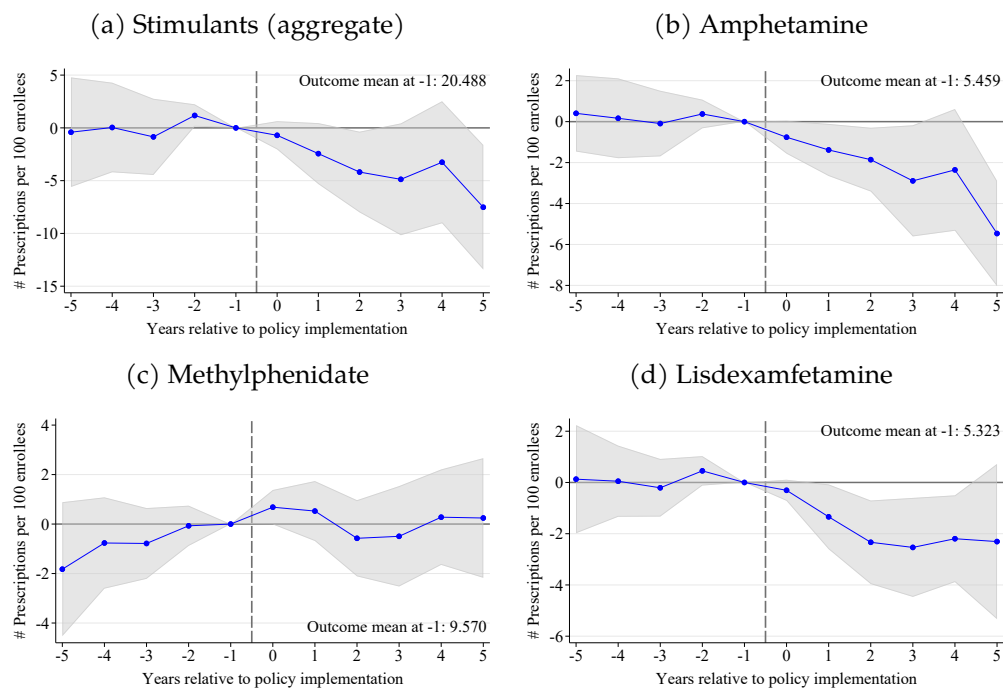 (a) Stimulants (aggregate)
Outcome mean at -1: 20.488
# Prescriptions per 100 enrollees
5
0
-5
-10
-15
-5 -4 -3 -2 -1 0 1 2 3 4 5
Years relative to policy implementation
(b) Amphetamine
Outcome mean at -1: 5.459
# Prescriptions per 100 enrollees
2
0
-2
-4
-6
-8
-5 -4 -3 -2 -1 0 1 2 3 4 5
Years relative to policy implementation
(c) Methylphenidate
# Prescriptions per 100 enrollees
4
2
0
-2
-4
Outcome mean at -1: 9.570
-5 -4 -3 -2 -1 0 1 2 3 4 5
Years relative to policy implementation
(d) Lisdexamfetamine
Outcome mean at -1: 5.323
# Prescriptions per 100 enrollees
2
0
-2
-4
-6
-5 -4 -3 -2 -1 0 1 2 3 4 5
Years relative to policy implementation